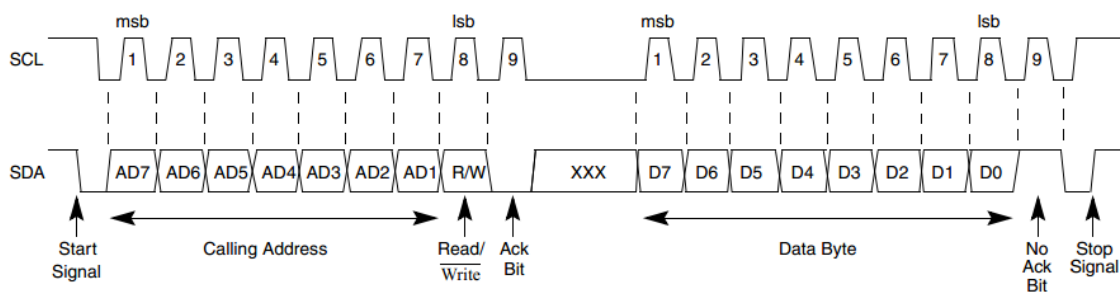 msb lsb msb lsb
SCL 1 2 3 4 5 6 7 8 9 1 2 3 4 5 6 7 8 9
SDA AD7 AD6 AD5 AD4 AD3 AD2 AD1 R/W XXX D7 D6 D5 D4 D3 D2 D1 D0
Start
Signal
Calling Address
Read/
Write
Ack
Bit
Data Byte
No
Ack
Bit
Stop
Signal